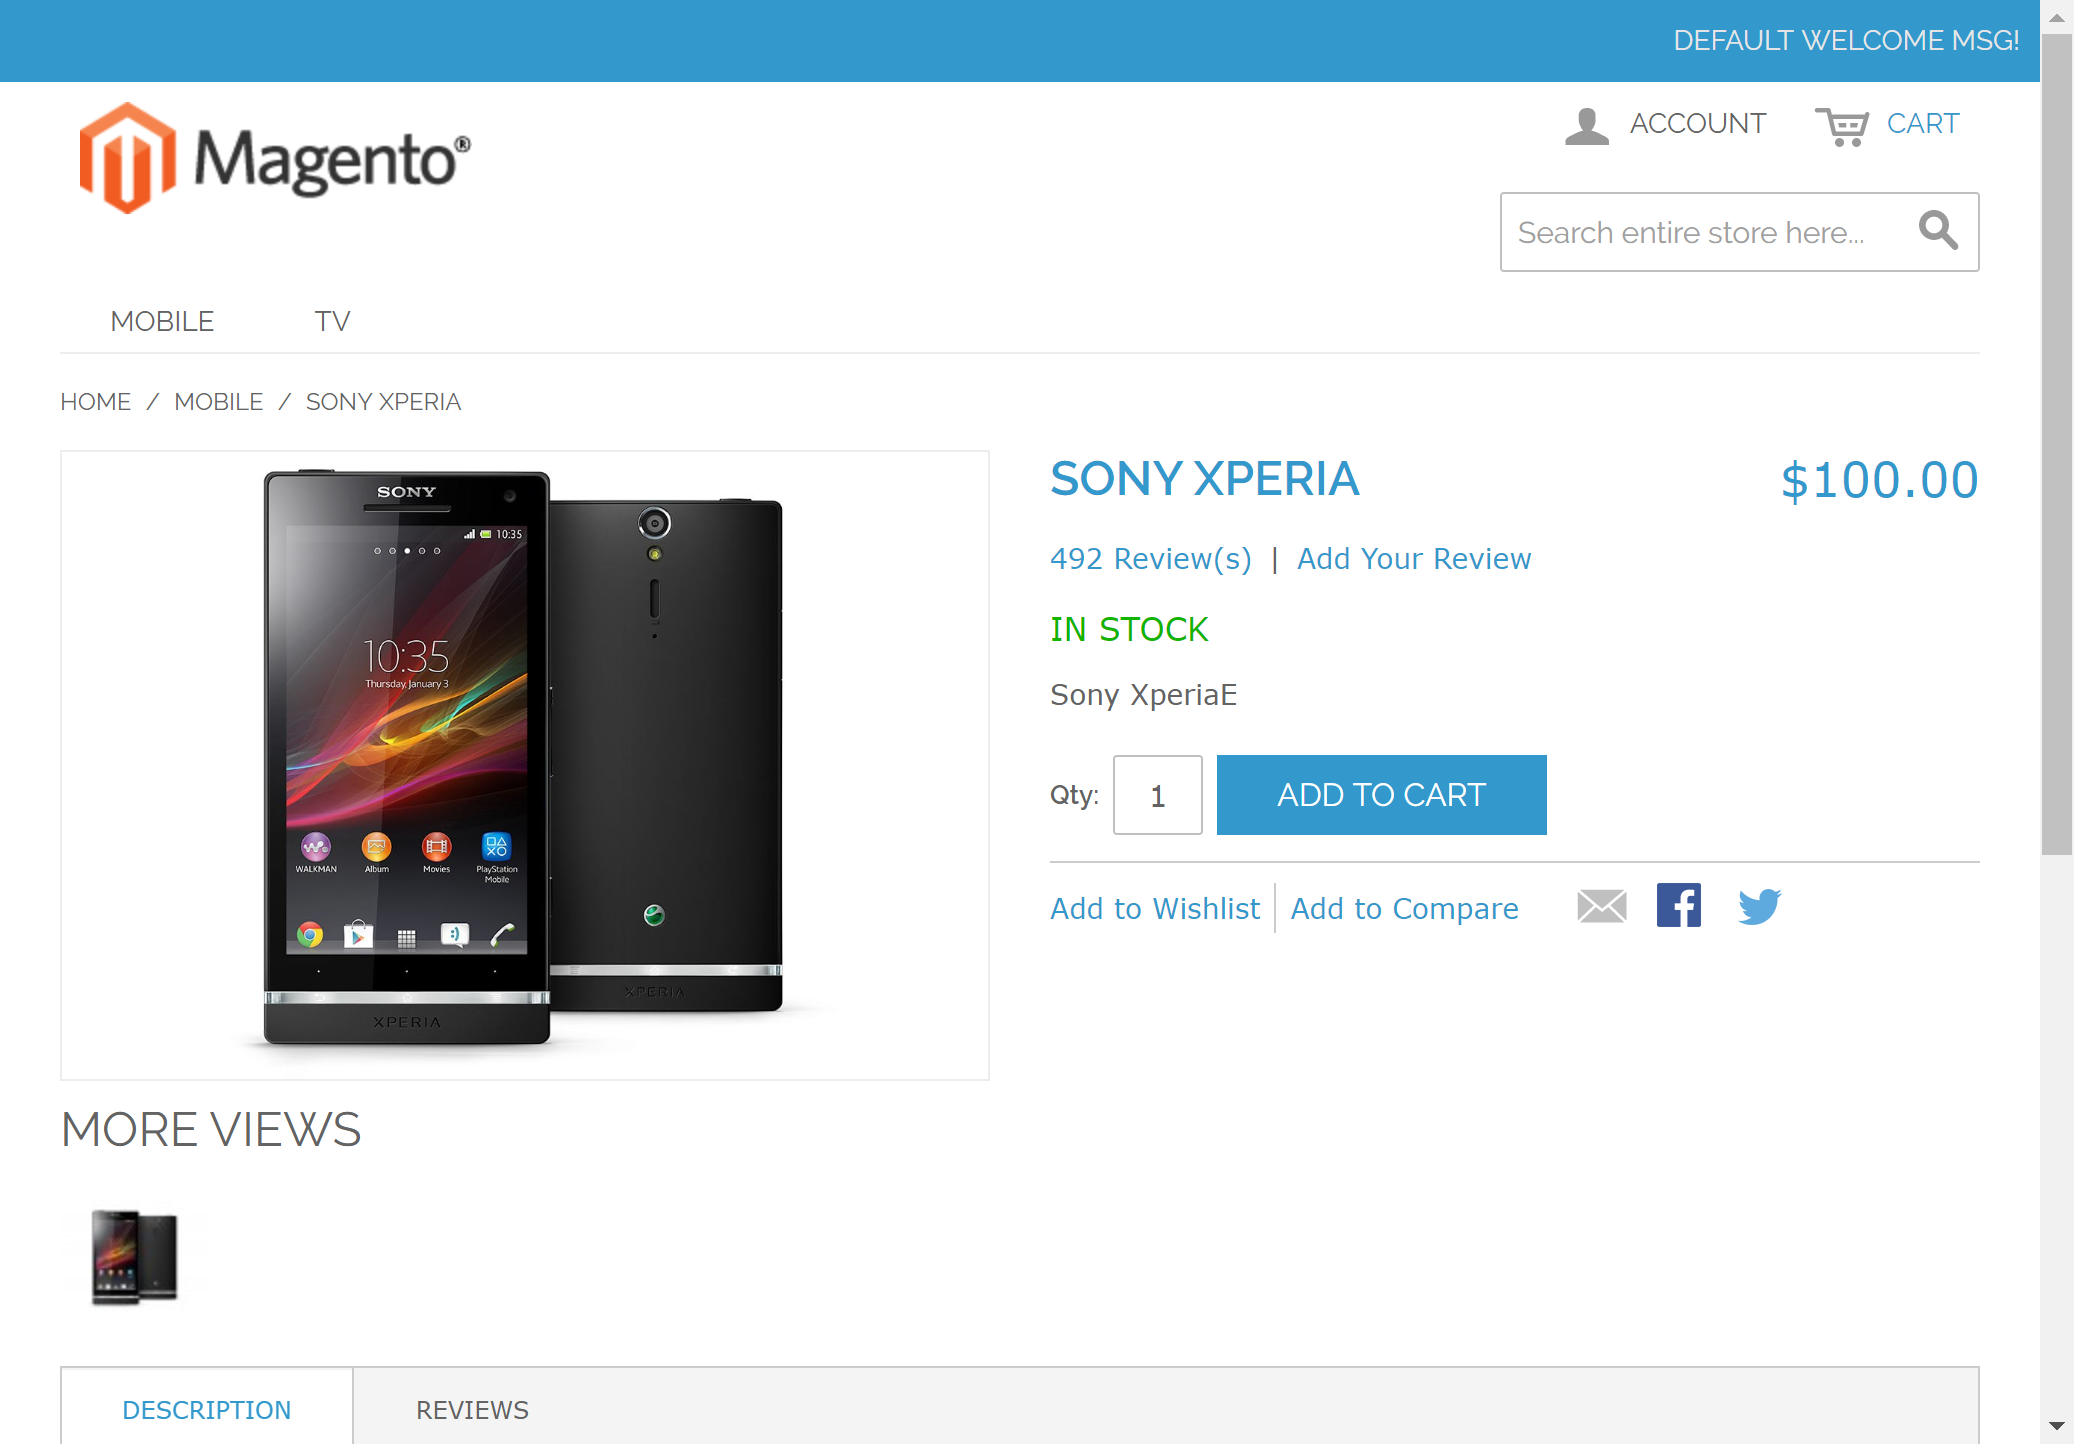 DEFAULT WELCOME MSG!
Magento®
ACCOUNT
CART
Search entire store here...
MOBILE
TV
HOME / MOBILE / SONY XPERIA
SONY
10:35
10:35
Thursday, January 3
WALKMAN
Album
Movies
PlayStation Mobile
XPERIA
XPERIA
SONY XPERIA
$100.00
492 Review(s) | Add Your Review
IN STOCK
Sony XperiaE
Qty: 1 ADD TO CART
Add to Wishlist
Add to Compare
MORE VIEWS
DESCRIPTION
REVIEWS